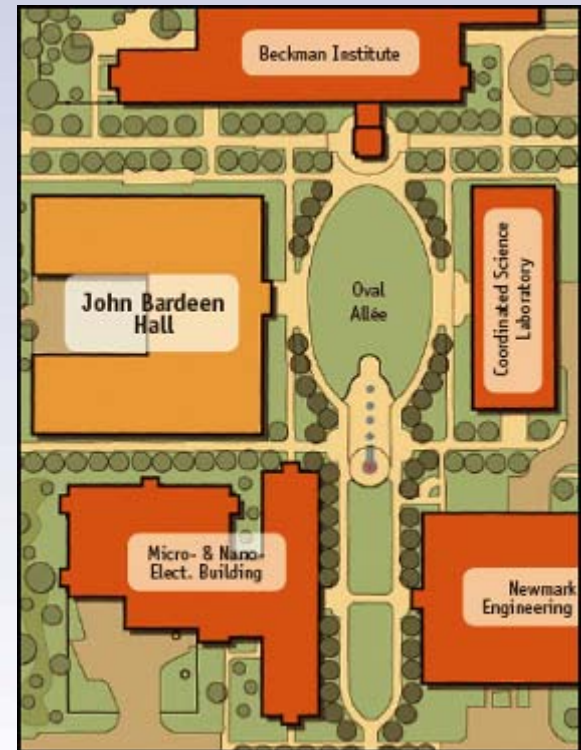 Beckman Institute
John Bardeen
Hall
Oval
Allée
Coordinated Science
Laboratory
Micro- & Nano-
Elect. Building
Newmark
Engineering